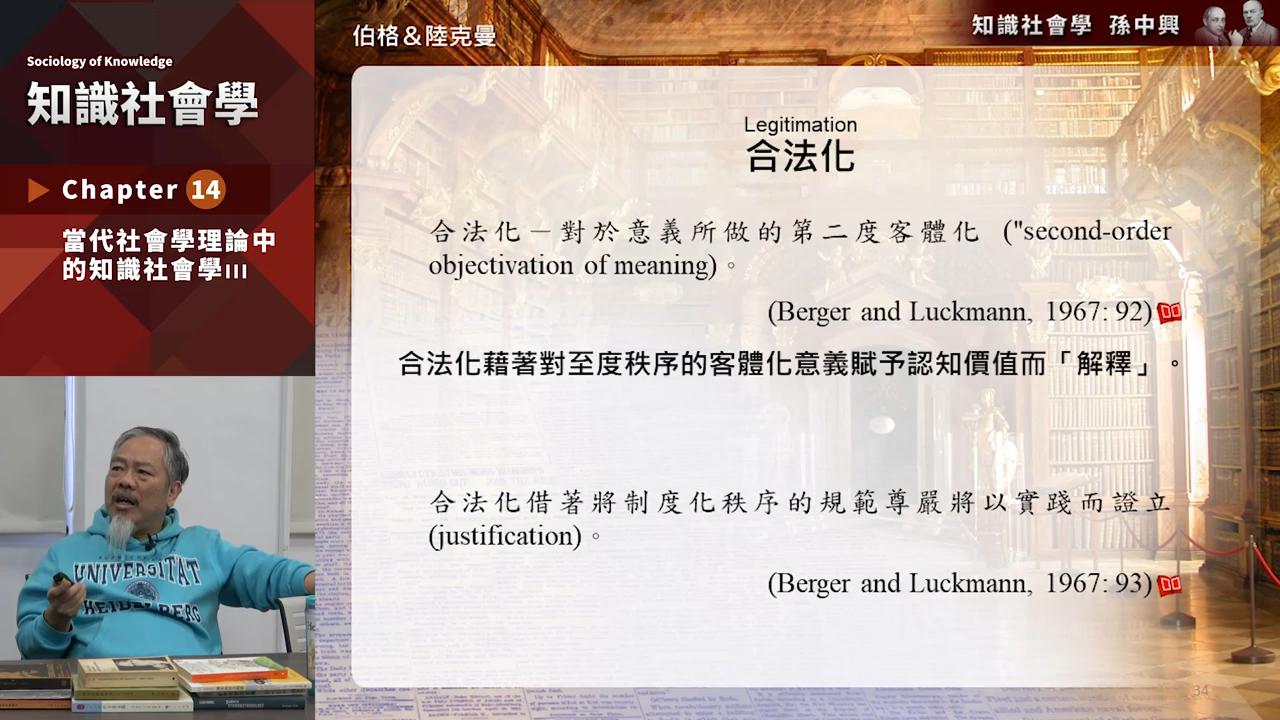 Sociology of Knowledge
知識社會學
Chapter 14
當代社會學理論中
的知識社會學III
伯格＆陸克曼
知識社會學 孫中興
Legitimation
合法化
合法化－對於意義所做的第二度客體化 ("second-order
objectivation of meaning)。
(Berger and Luckmann, 1967: 92)
合法化藉著對至度秩序的客體化意義賦予認知價值而「解釋」。
合法化借著將制度化秩序的規範尊嚴將以實踐而證立
(justification)。
(Berger and Luckmann, 1967: 93)
34
UNIVERSITAT
HEIDELBERG